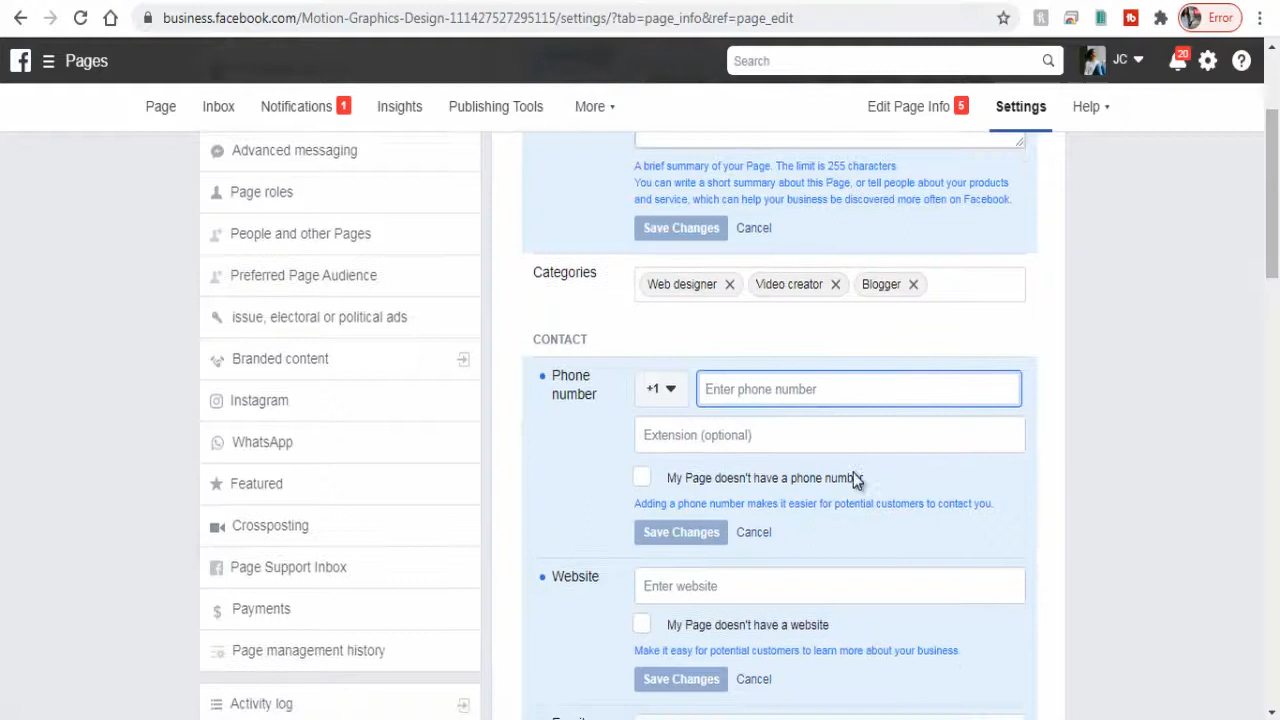 business.facebook.com/Motion-Graphics-Design-111427527295115/settings/?tab=page_info&ref=page_edit
Error
Pages
Search
JC
20
Page
Inbox
Notifications 1
Insights
Publishing Tools
More
Edit Page Info 5
Settings
Help
Advanced messaging
Page roles
People and other Pages
Preferred Page Audience
issue, electoral or political ads
Branded content
Instagram
WhatsApp
Featured
Crossposting
Page Support Inbox
Payments
Page management history
Activity log
A brief summary of your Page. The limit is 255 characters.
You can write a short summary about this Page, or tell people about your products
and service, which can help your business be discovered more often on Facebook.
Save Changes
Cancel
Categories
Web designer
Video creator
Blogger
CONTACT
Phone
number
+1
Enter phone number
Extension (optional)
My Page doesn't have a phone number
Adding a phone number makes it easier for potential customers to contact you.
Save Changes
Cancel
Website
Enter website
My Page doesn't have a website
Make it easy for potential customers to learn more about your business.
Save Changes
Cancel